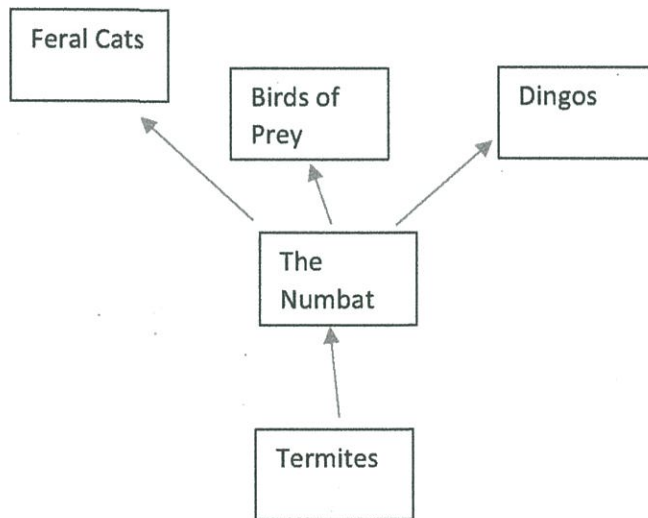 Feral Cats
Birds of
Prey
Dingos
The
Numbat
Termites